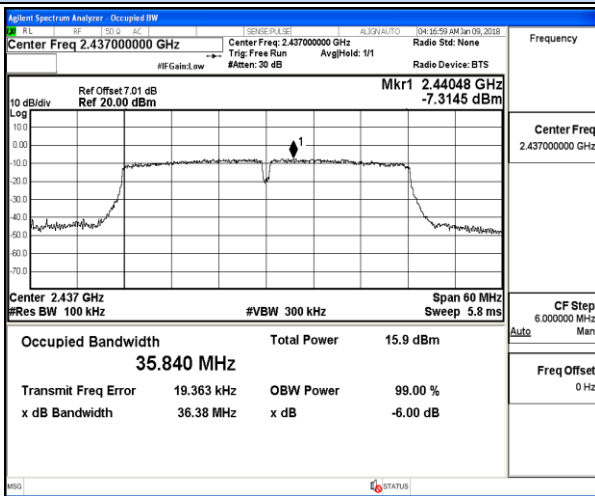 Agilent Spectrum Analyzer - Occupied BW
RL RF 50 Ω AC SENSE:PULSE ALIGNAUTO 04:16:59 AM Jan 09, 2018
Center Freq 2.437000000 GHz Center Freq: 2.437000000 GHz Radio Std: None Frequency
Trig: Free Run Avg|Hold: 1/1
#IFGain:Low #Atten: 30 dB Radio Device: BTS
Ref Offset 7.01 dB Mkr1 2.44048 GHz
10 dB/div Ref 20.00 dBm -7.3145 dBm
Log
10.0
0.00
-10.0
-20.0
-30.0
-40.0
-50.0
-60.0
-70.0
1
Center Freq
2.437000000 GHz
Center 2.437 GHz Span 60 MHz
#Res BW 100 kHz #VBW 300 kHz Sweep 5.8 ms
CF Step
6.000000 MHz
Auto Man
Occupied Bandwidth Total Power 15.9 dBm
35.840 MHz
Transmit Freq Error 19.363 kHz OBW Power 99.00 %
x dB Bandwidth 36.38 MHz x dB -6.00 dB
Freq Offset
0 Hz
MSG STATUS